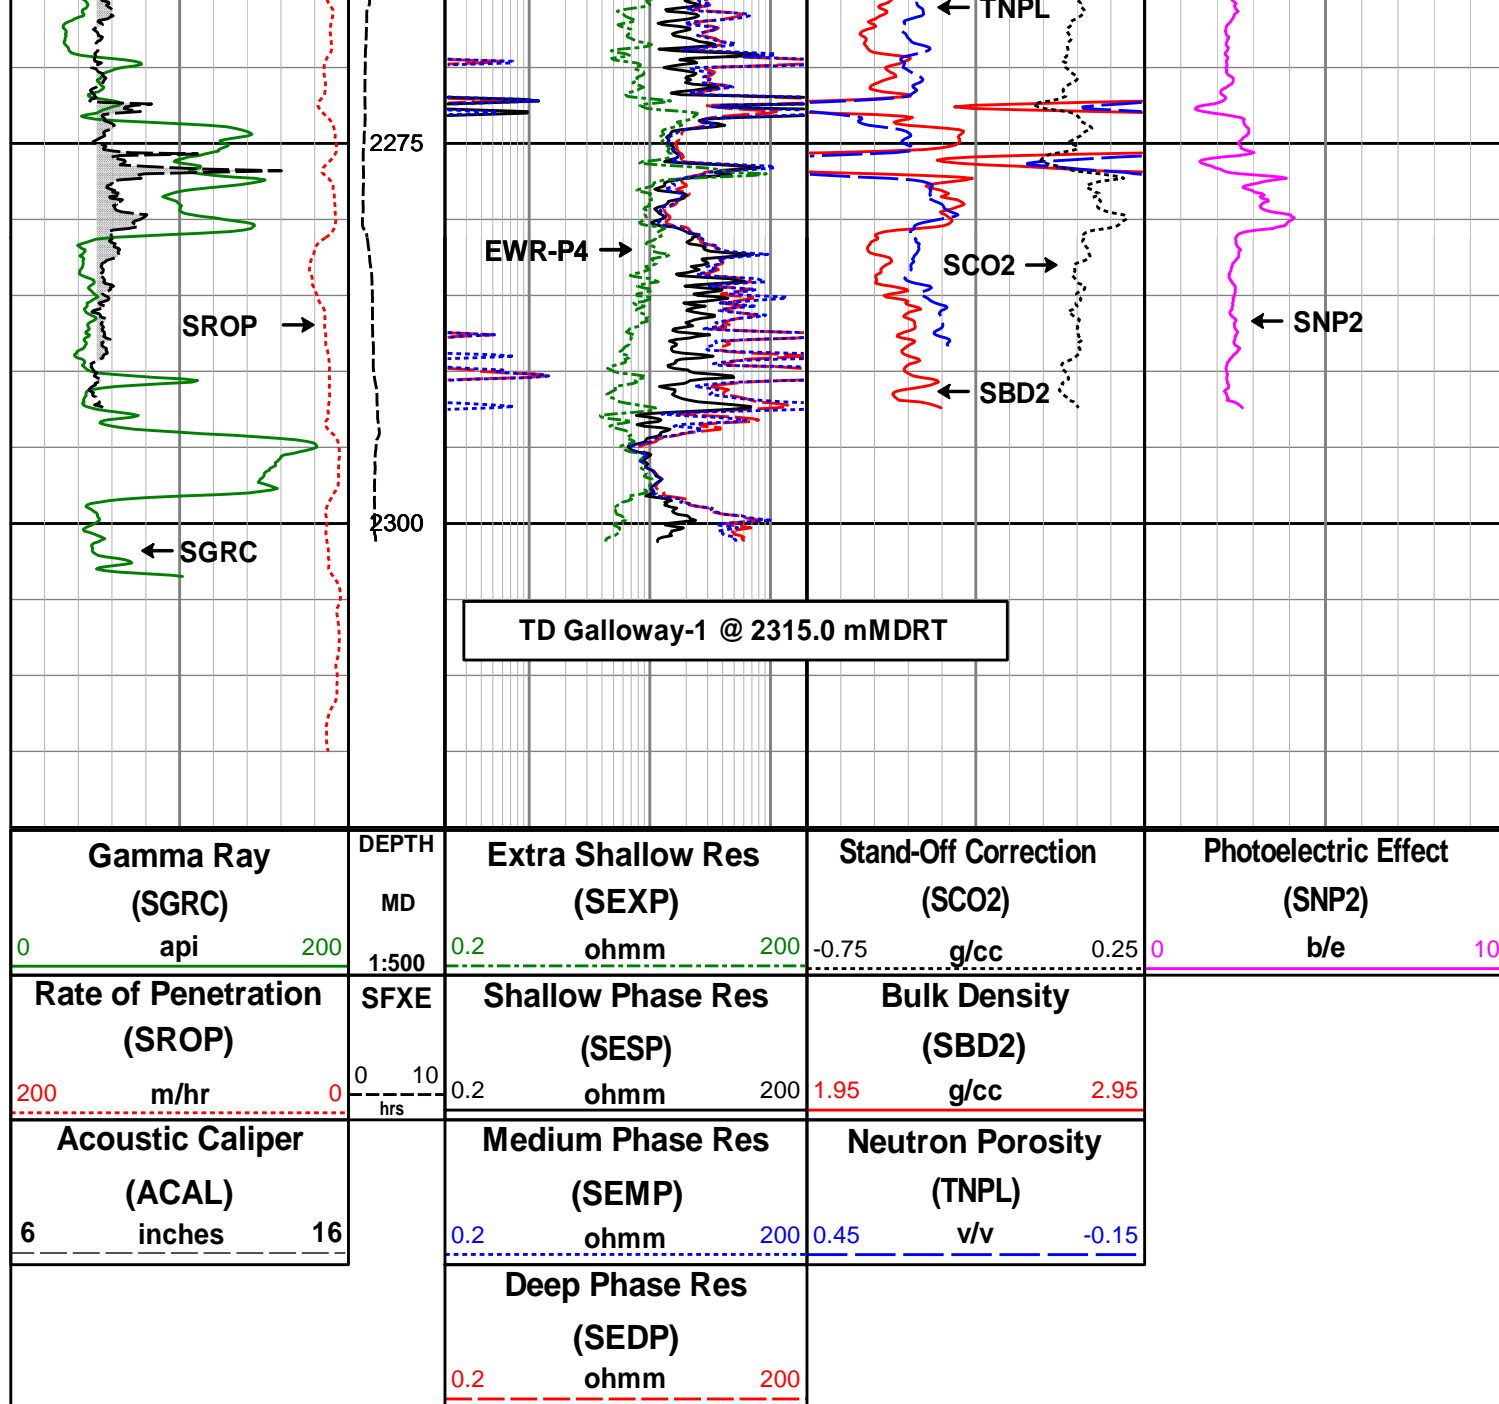 TNPL
2275
EWR-P4
SCO2
SROP
SNP2
SBD2
2300
SGRC
TD Galloway-1 @ 2315.0 mMDRT
Gamma Ray
(SGRC)
0 api 200
Rate of Penetration
(SROP)
200 m/hr 0
Acoustic Caliper
(ACAL)
6 inches 16
DEPTH
MD
1:500
SFXE
0 10
hrs
Extra Shallow Res
(SEXP)
0.2 ohmm 200
Shallow Phase Res
(SESP)
0.2 ohmm 200
Medium Phase Res
(SEMP)
0.2 ohmm 200
Deep Phase Res
(SEDP)
0.2 ohmm 200
Stand-Off Correction
(SCO2)
-0.75 g/cc 0.25
Bulk Density
(SBD2)
1.95 g/cc 2.95
Neutron Porosity
(TNPL)
0.45 v/v -0.15
Photoelectric Effect
(SNP2)
0 b/e 10